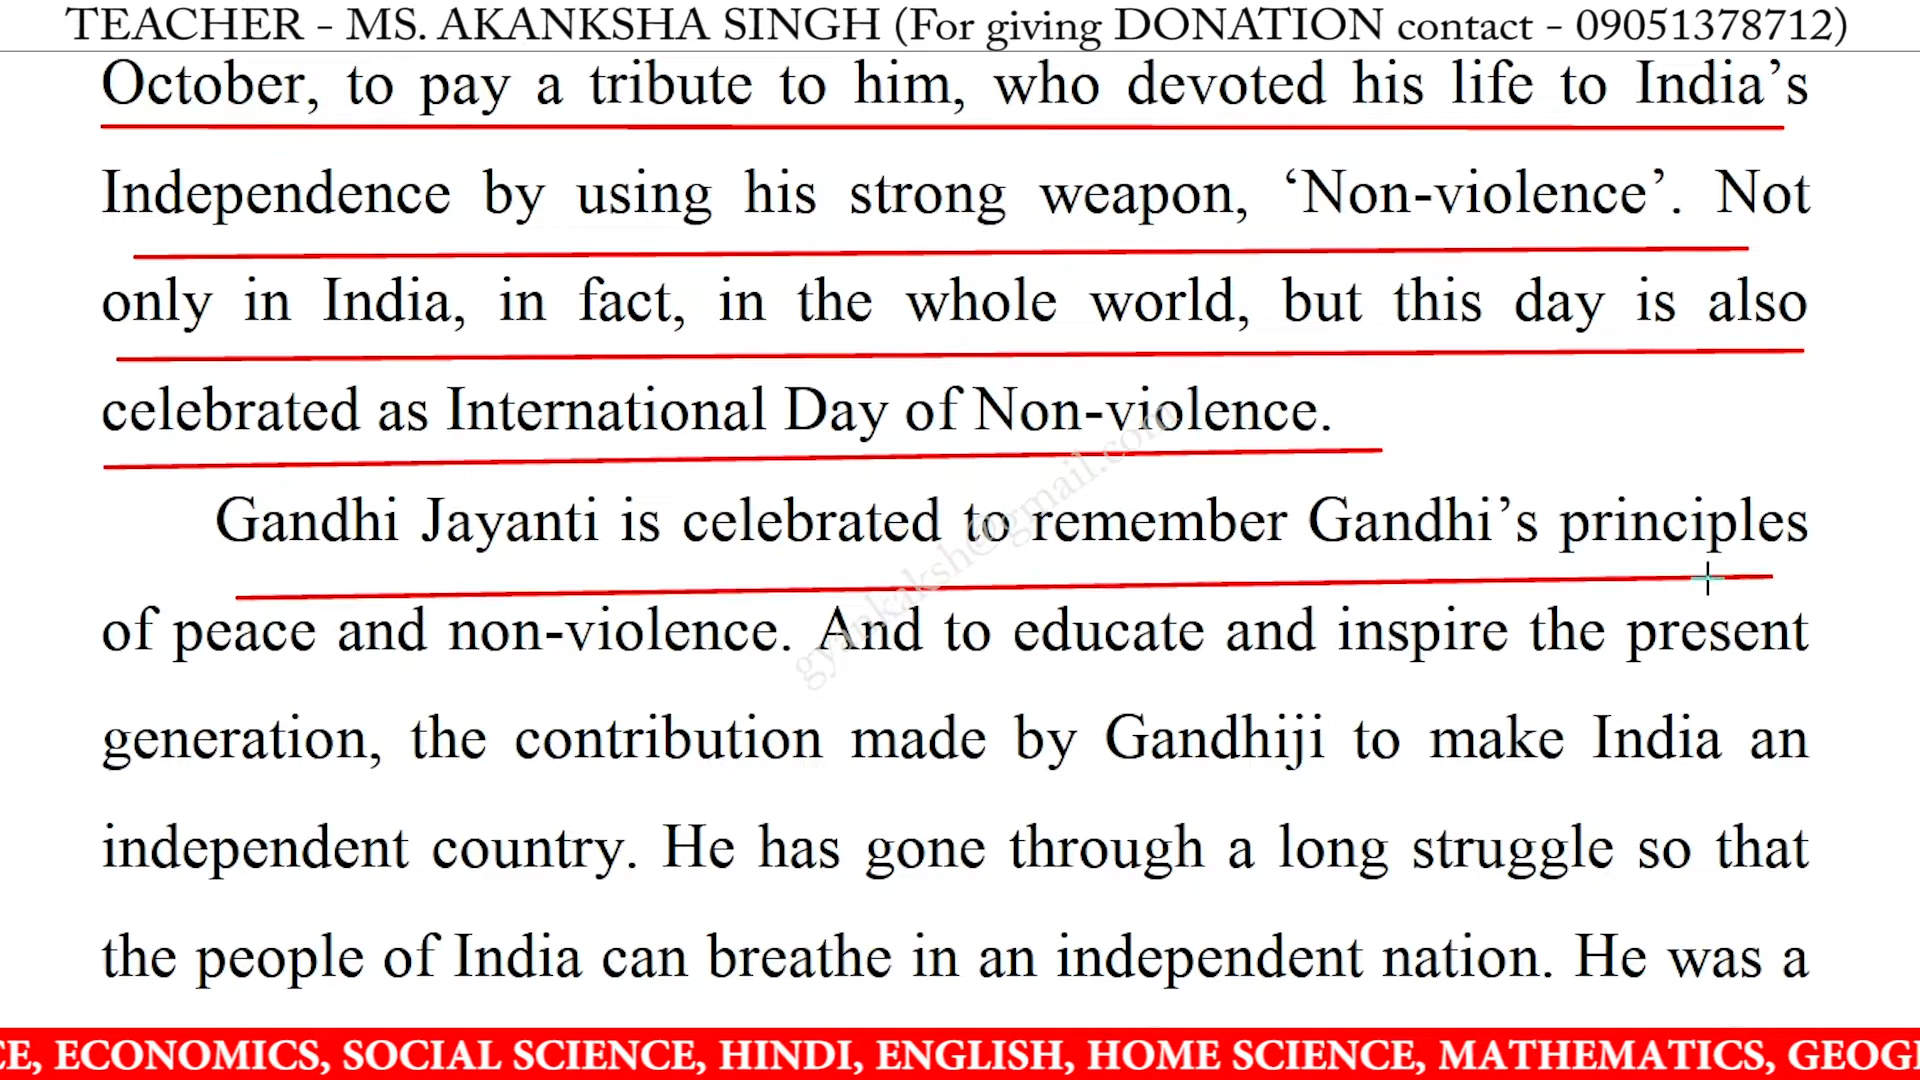 TEACHER - MS. AKANKSHA SINGH (For giving DONATION contact - 09051378712)
October, to pay a tribute to him, who devoted his life to India’s
Independence by using his strong weapon, ‘Non-violence’. Not
only in India, in fact, in the whole world, but this day is also
celebrated as International Day of Non-violence.
Gandhi Jayanti is celebrated to remember Gandhi’s principles
of peace and non-violence. And to educate and inspire the present
generation, the contribution made by Gandhiji to make India an
independent country. He has gone through a long struggle so that
the people of India can breathe in an independent nation. He was a
CE, ECONOMICS, SOCIAL SCIENCE, HINDI, ENGLISH, HOME SCIENCE, MATHEMATICS, GEOG